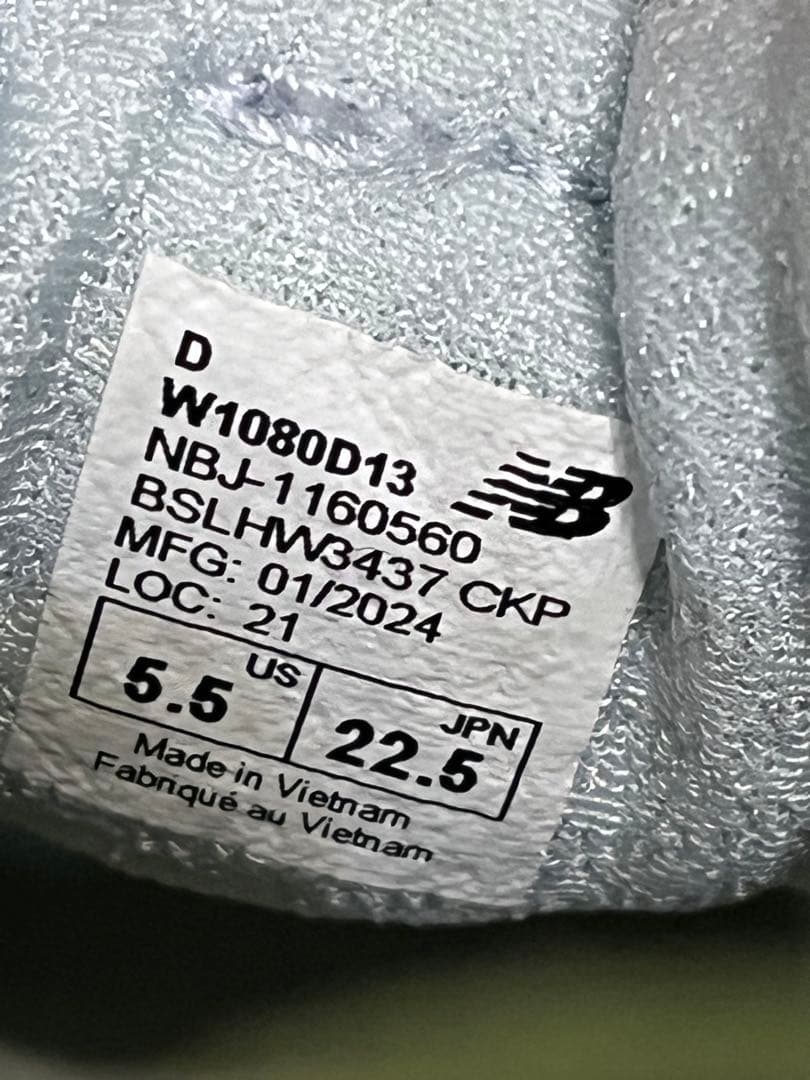 D
W1080D13
NB
NBJ-1160560
BSLHW3437 CKP
MFG: 01/2024
LOC: 21
US JPN
5.5 22.5
Made in Vietnam
Fabriqué au Vietnam